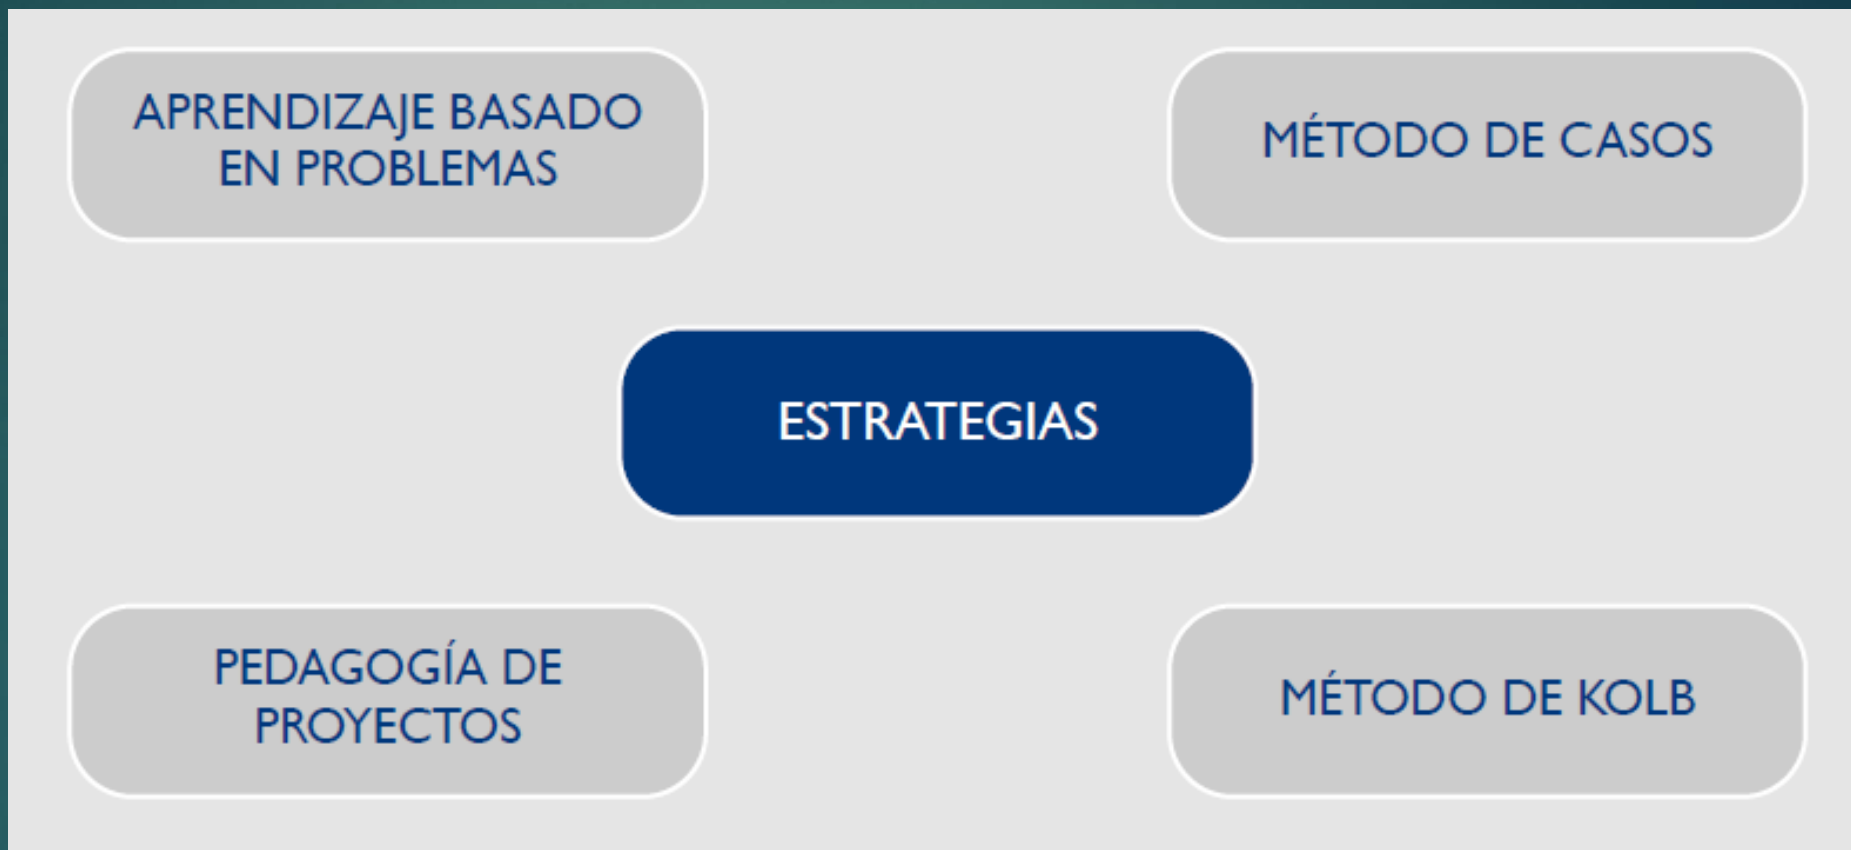 APRENDIZAJE BASADO
EN PROBLEMAS
MÉTODO DE CASOS
ESTRATEGIAS
PEDAGOGÍA DE
PROYECTOS
MÉTODO DE KOLB